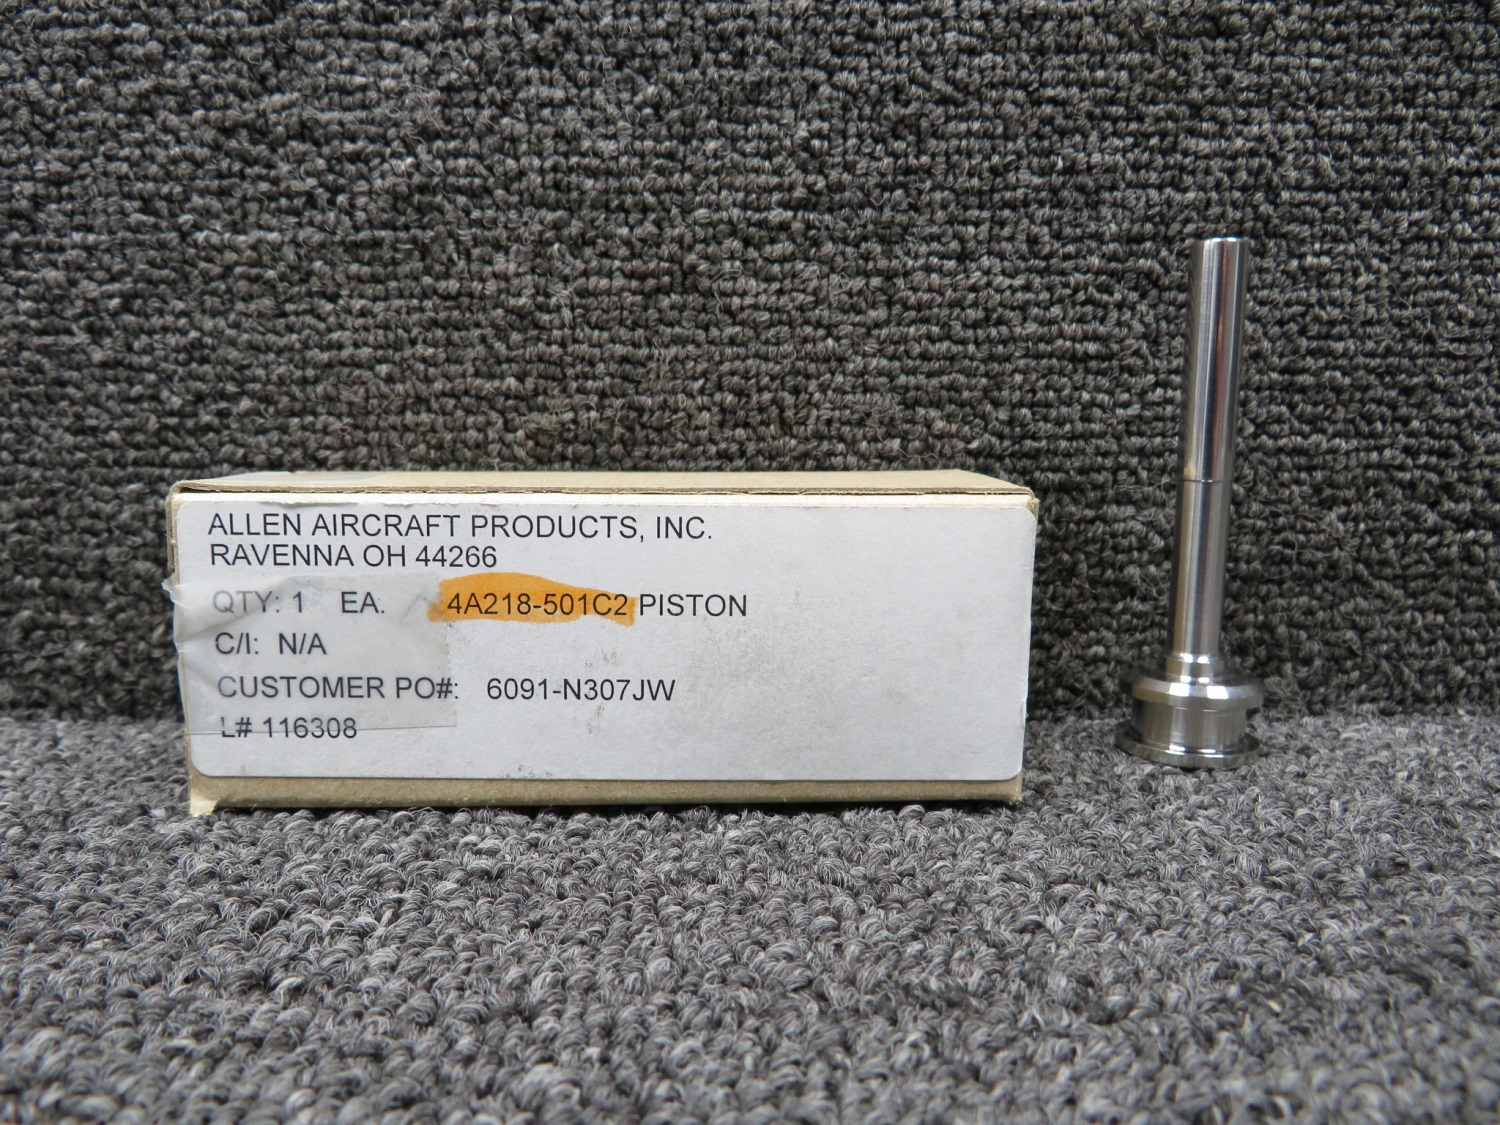 ALLEN AIRCRAFT PRODUCTS, INC.
RAVENNA OH 44266
QTY: 1 EA. 4A218-501C2 PISTON
C/I: N/A
CUSTOMER PO#: 6091-N307JW
L# 116308